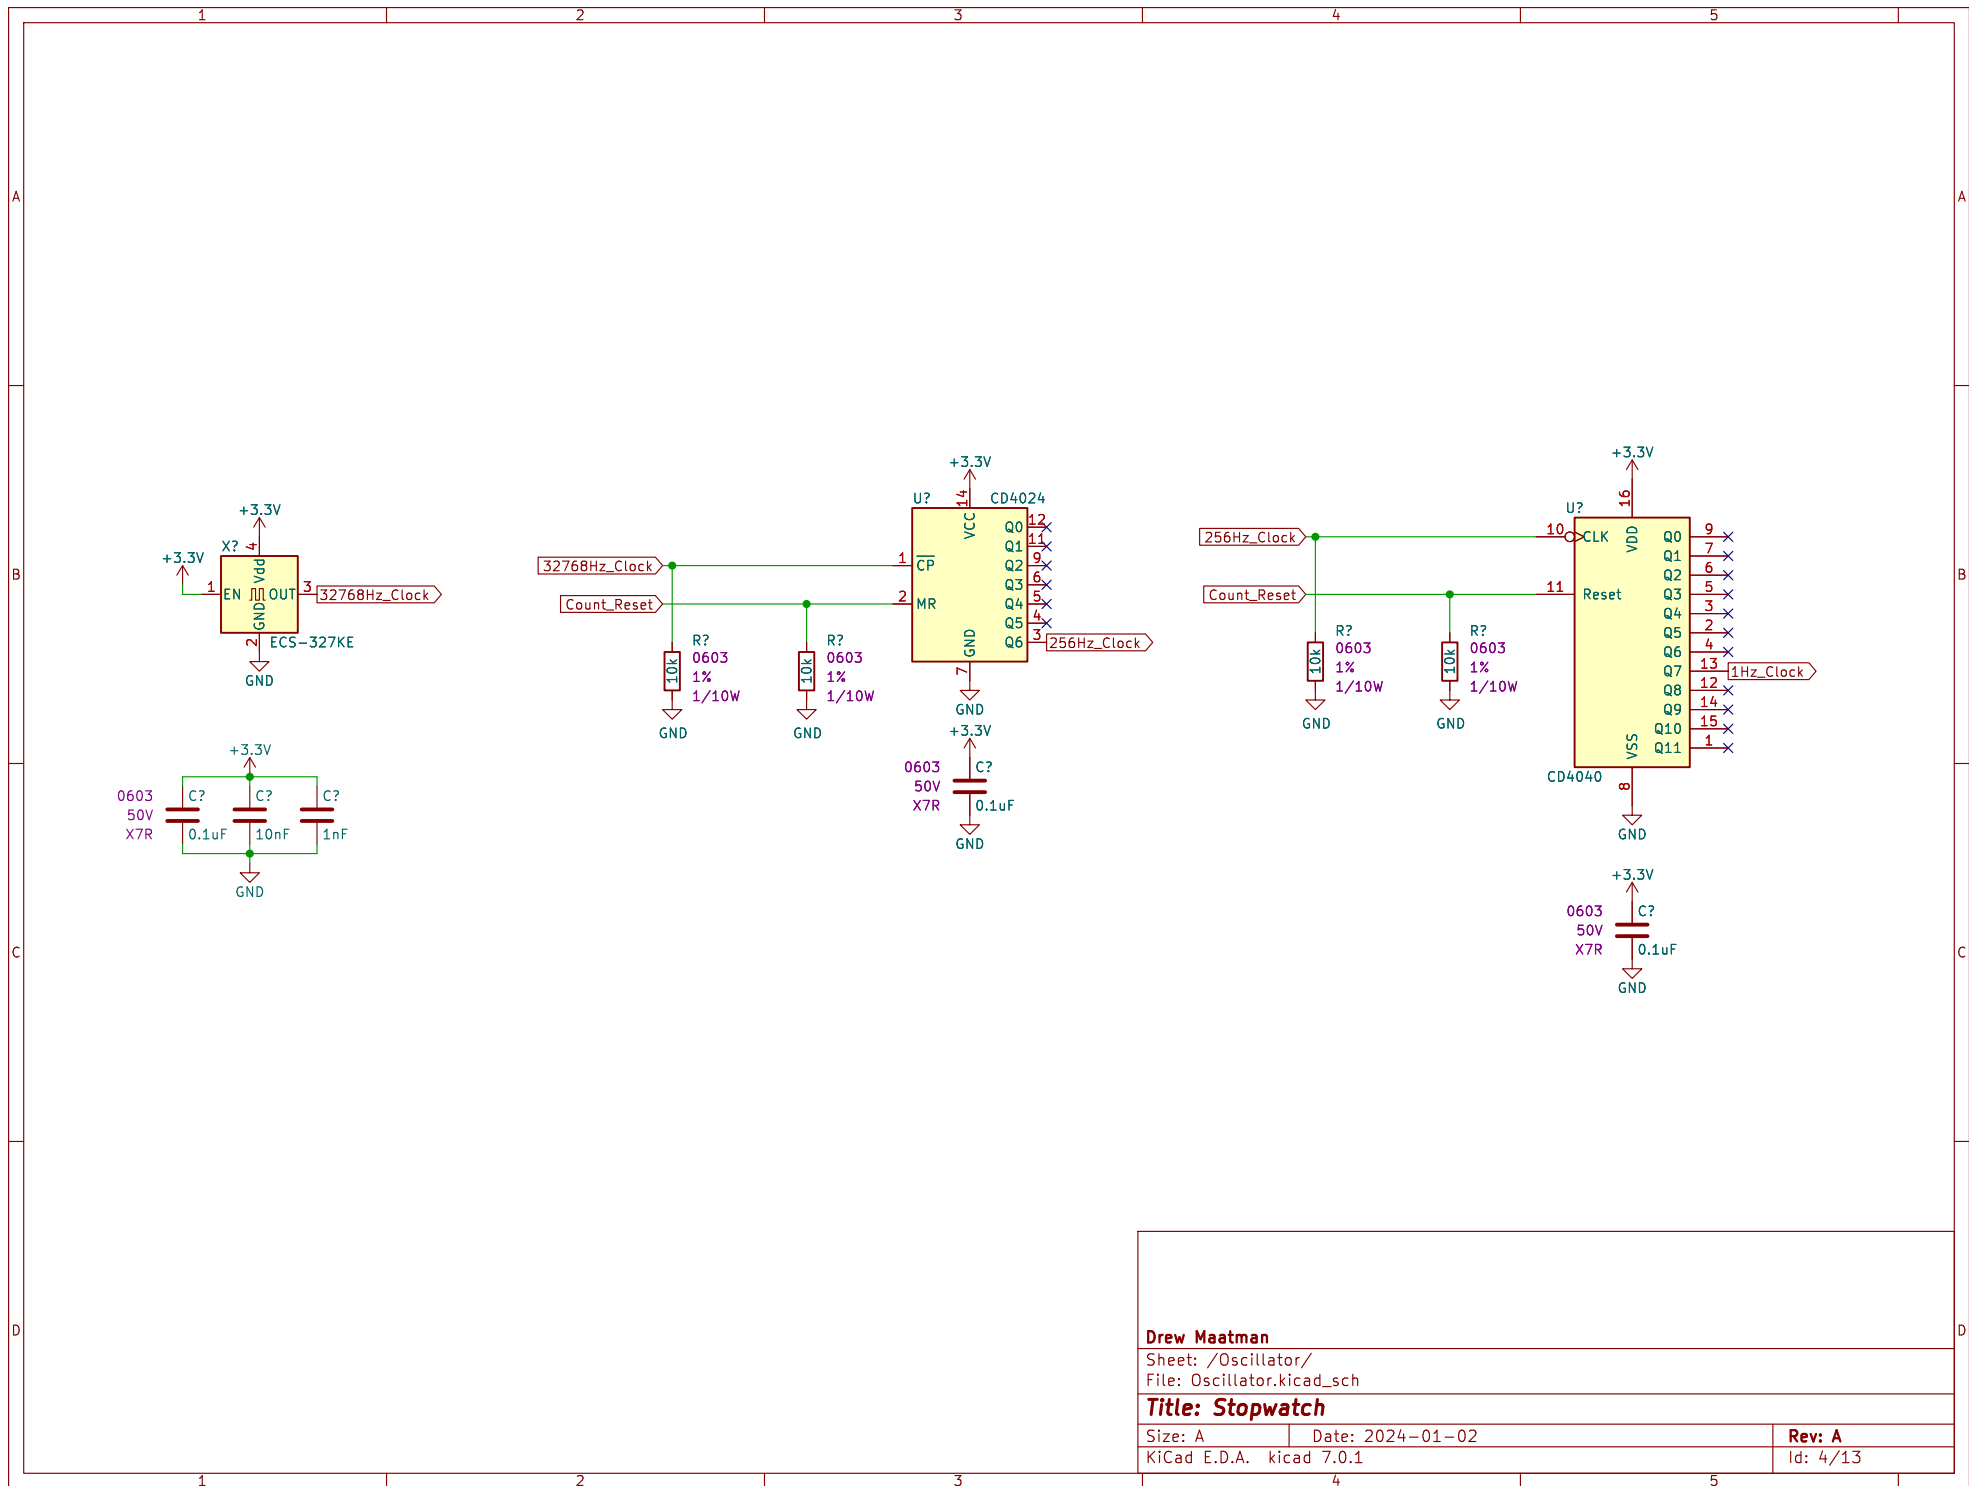 1 2 3 4 5
A A
B B
C C
D D
+3.3V
+3.3V
X?
4
Vdd
1 EN OUT 3 32768Hz_Clock
GND
2
ECS-327KE
GND
+3.3V
0603 C? C? C?
50V
X7R 0.1uF 10nF 1nF
GND
32768Hz_Clock
Count_Reset
R?
10k
0603
1%
1/10W
GND
R?
10k
0603
1%
1/10W
GND
+3.3V
U? 14 CD4024
VCC
Q0 12
Q1 11
1 CP Q2 9
Q3 6
2 MR Q4 5
Q5 4
GND Q6 3 256Hz_Clock
7
GND
+3.3V
0603 C?
50V
X7R 0.1uF
GND
256Hz_Clock
Count_Reset
R?
10k
0603
1%
1/10W
GND
R?
10k
0603
1%
1/10W
GND
+3.3V
16
U?
VDD
10 CLK Q0 9
Q1 7
Q2 6
11 Reset Q3 5
Q4 3
Q5 2
Q6 4
Q7 13 1Hz_Clock
Q8 12
Q9 14
Q10 15
VSS Q11 1
CD4040
8
GND
+3.3V
0603 C?
50V
X7R 0.1uF
GND
Drew Maatman
Sheet: /Oscillator/
File: Oscillator.kicad_sch
Title: Stopwatch
Size: A Date: 2024-01-02 Rev: A
KiCad E.D.A. kicad 7.0.1 Id: 4/13
1 2 3 4 5